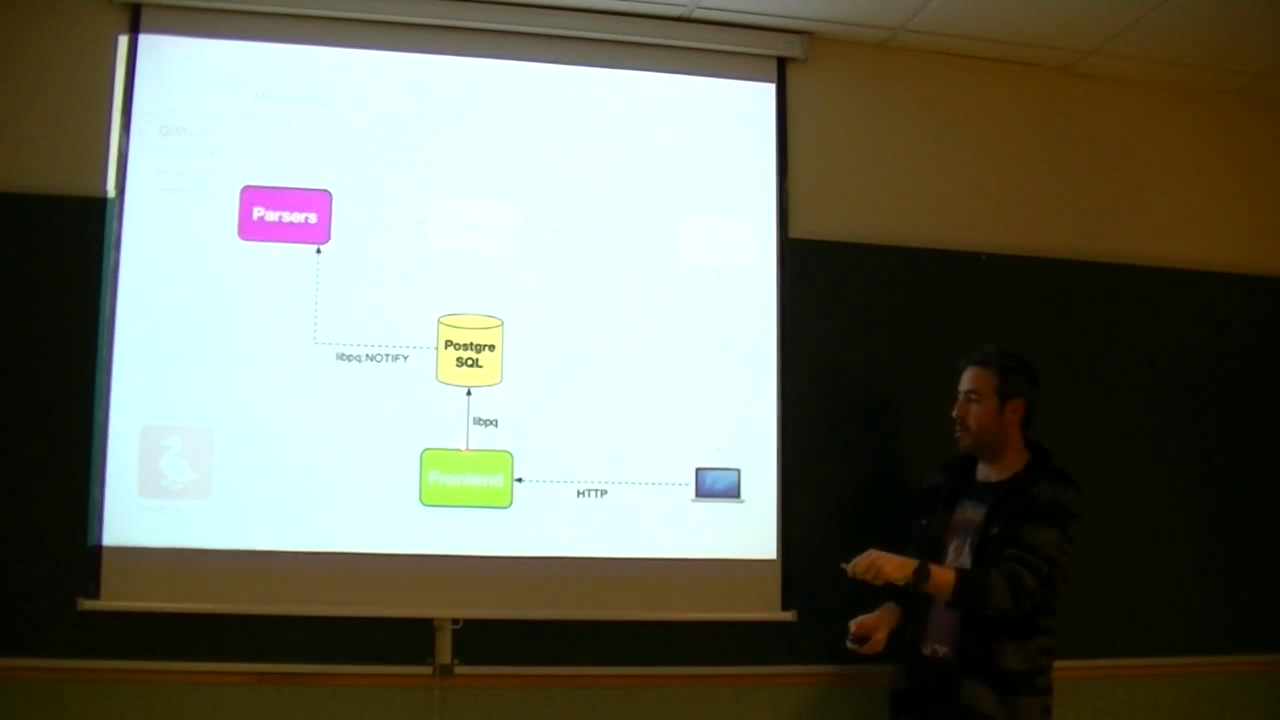 Parsers
Postgre
SQL
libpq:NOTIFY
libpq
Frontend
HTTP